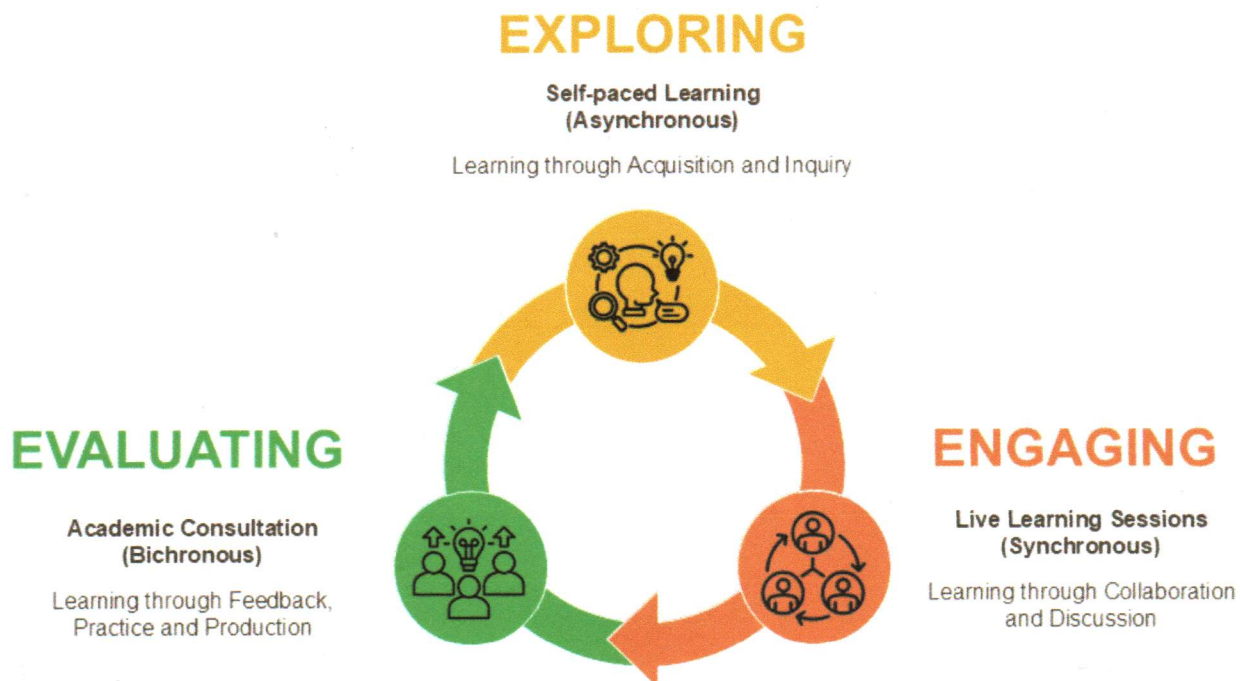 EXPLORING
Self-paced Learning
(Asynchronous)
Learning through Acquisition and Inquiry
EVALUATING
Academic Consultation
(Bichronous)
Learning through Feedback,
Practice and Production
ENGAGING
Live Learning Sessions
(Synchronous)
Learning through Collaboration
and Discussion